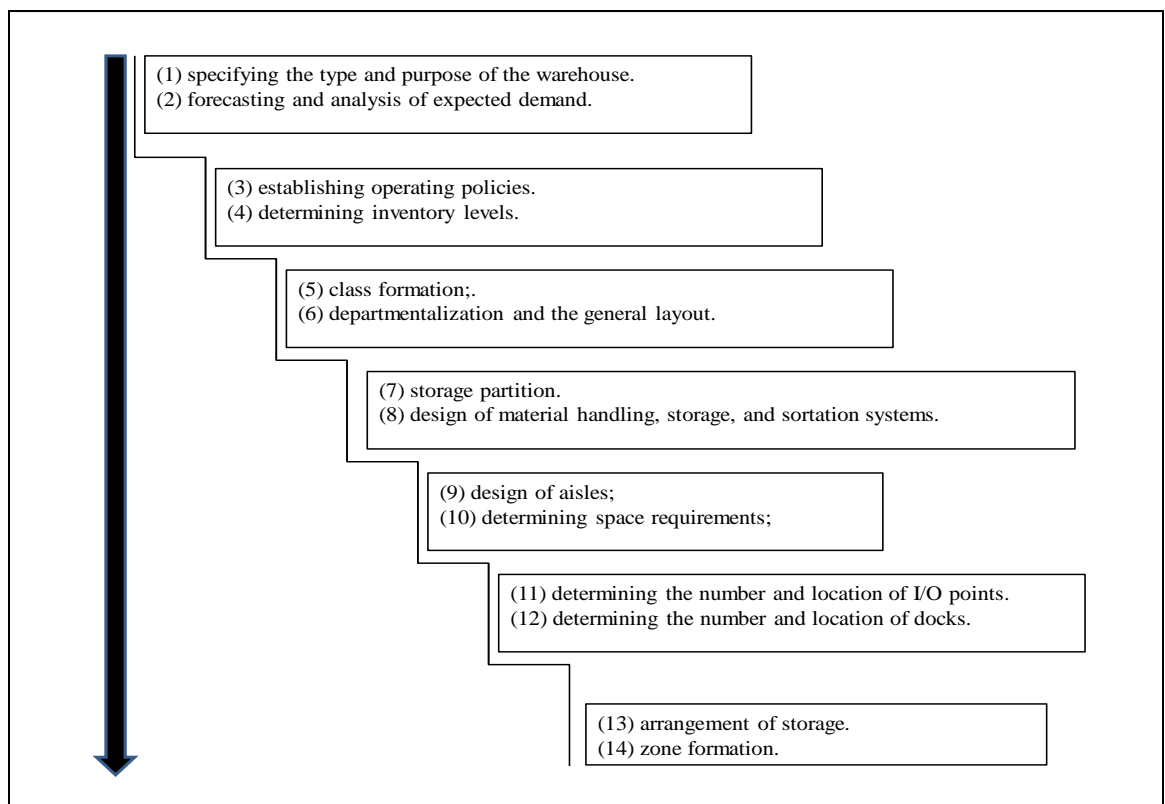 (1) specifying the type and purpose of the warehouse.
(2) forecasting and analysis of expected demand.
(3) establishing operating policies.
(4) determining inventory levels.
(5) class formation;.
(6) departmentalization and the general layout.
(7) storage partition.
(8) design of material handling, storage, and sortation systems.
(9) design of aisles;
(10) determining space requirements;
(11) determining the number and location of I/O points.
(12) determining the number and location of docks.
(13) arrangement of storage.
(14) zone formation.